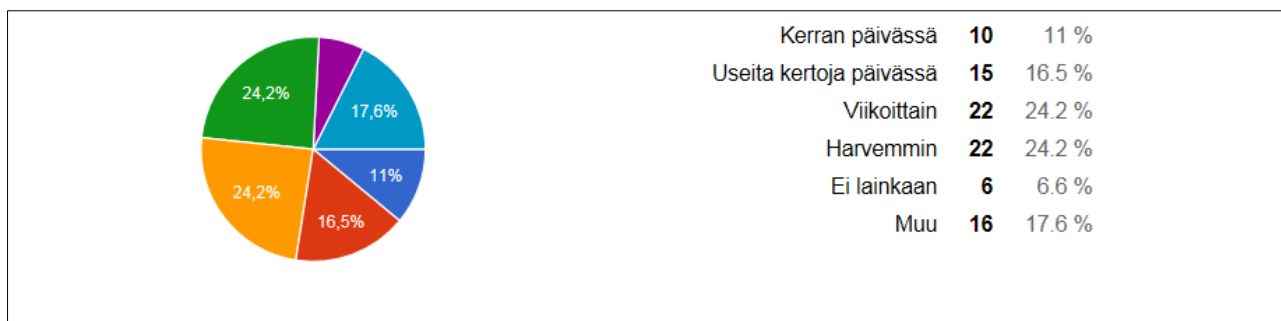 24,2%
17,6%
11%
16,5%
24,2%
Kerran päivässä 10 11 %
Useita kertoja päivässä 15 16.5 %
Viikoittain 22 24.2 %
Harvemmin 22 24.2 %
Ei lainkaan 6 6.6 %
Muu 16 17.6 %